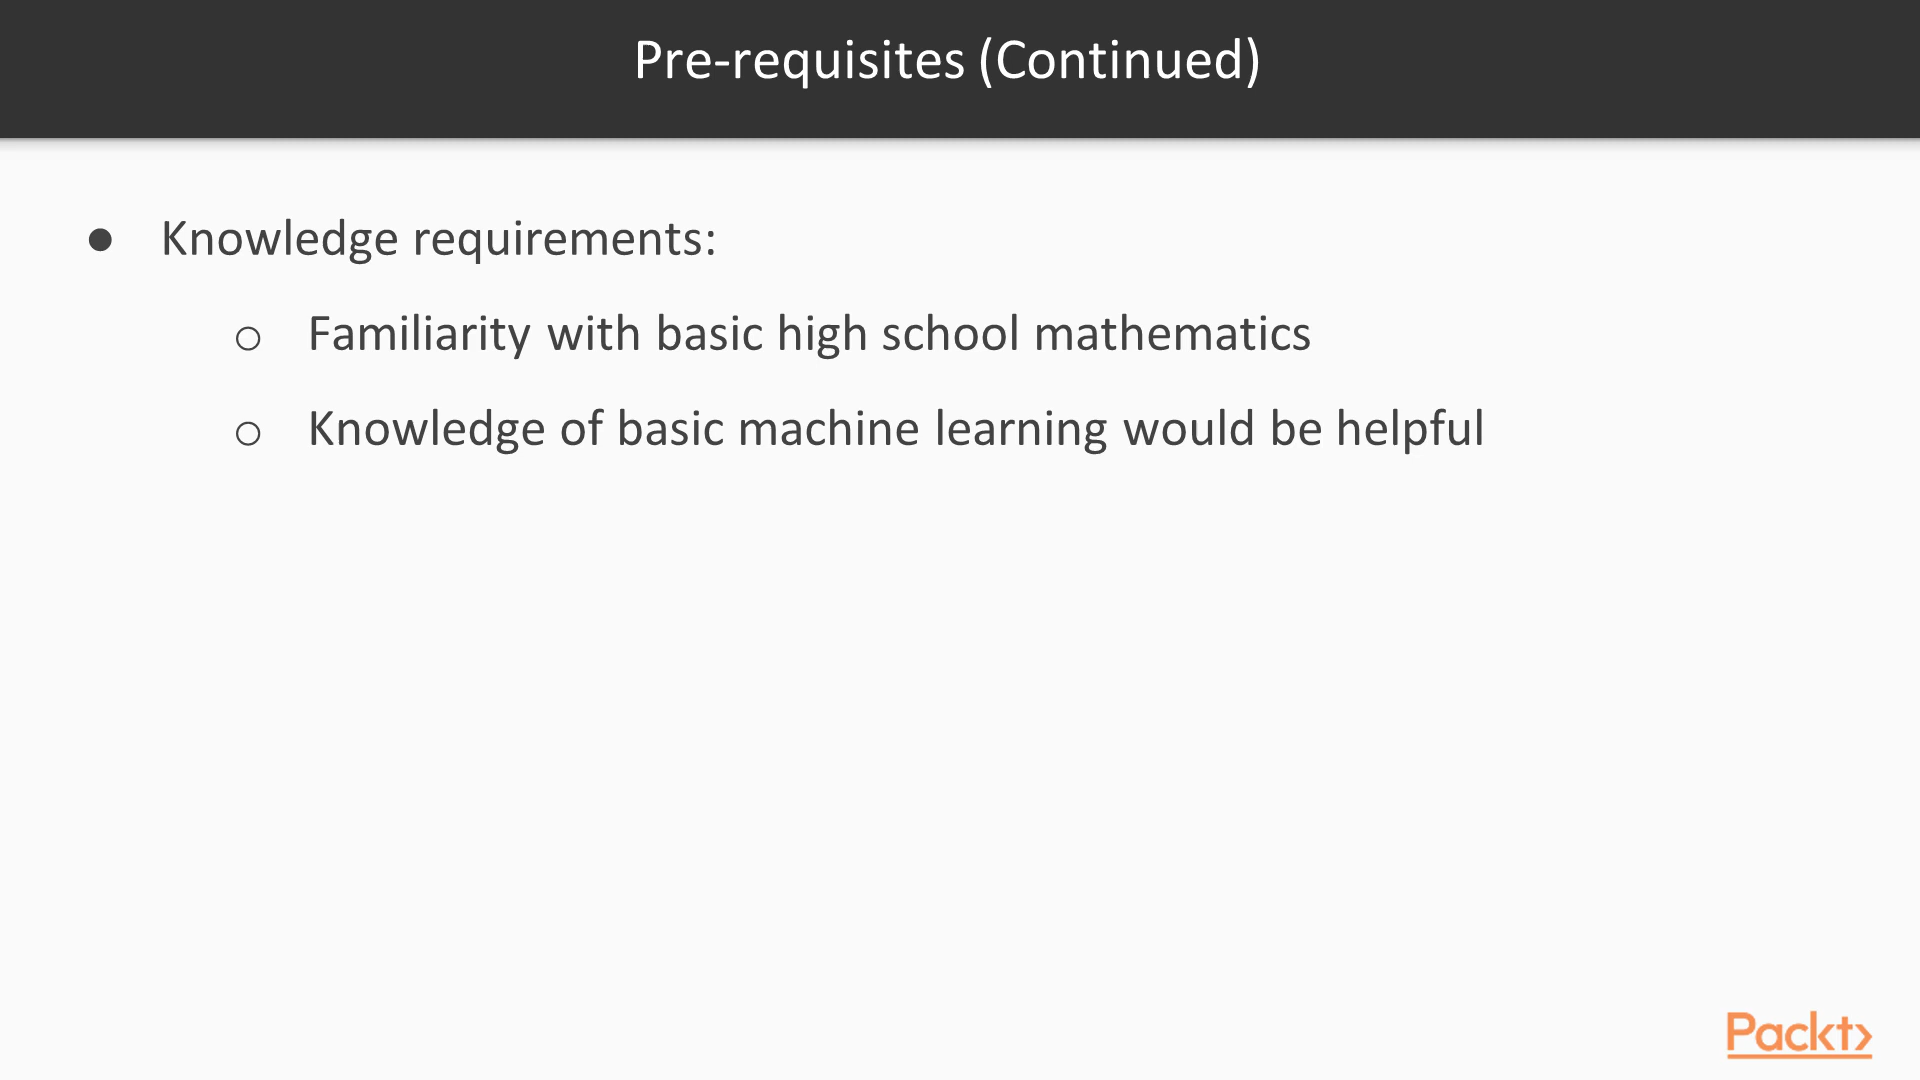 Pre-requisites (Continued)
● Knowledge requirements:
○ Familiarity with basic high school mathematics
○ Knowledge of basic machine learning would be helpful
Packt>